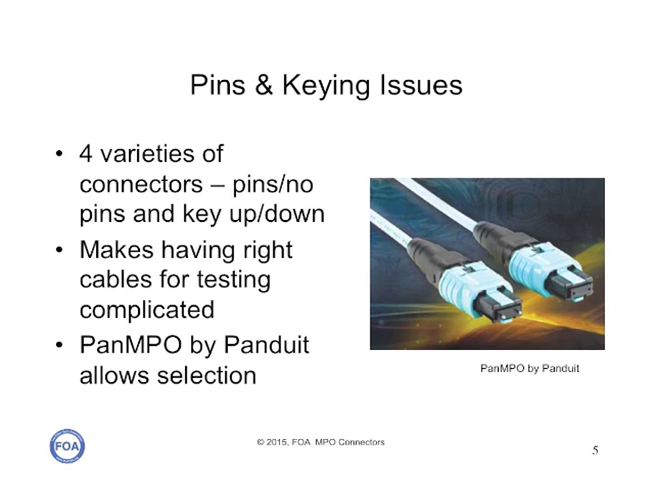 Pins & Keying Issues
• 4 varieties of
connectors – pins/no
pins and key up/down
• Makes having right
cables for testing
complicated
• PanMPO by Panduit
allows selection
PanMPO by Panduit
FOA
© 2015, FOA MPO Connectors
5